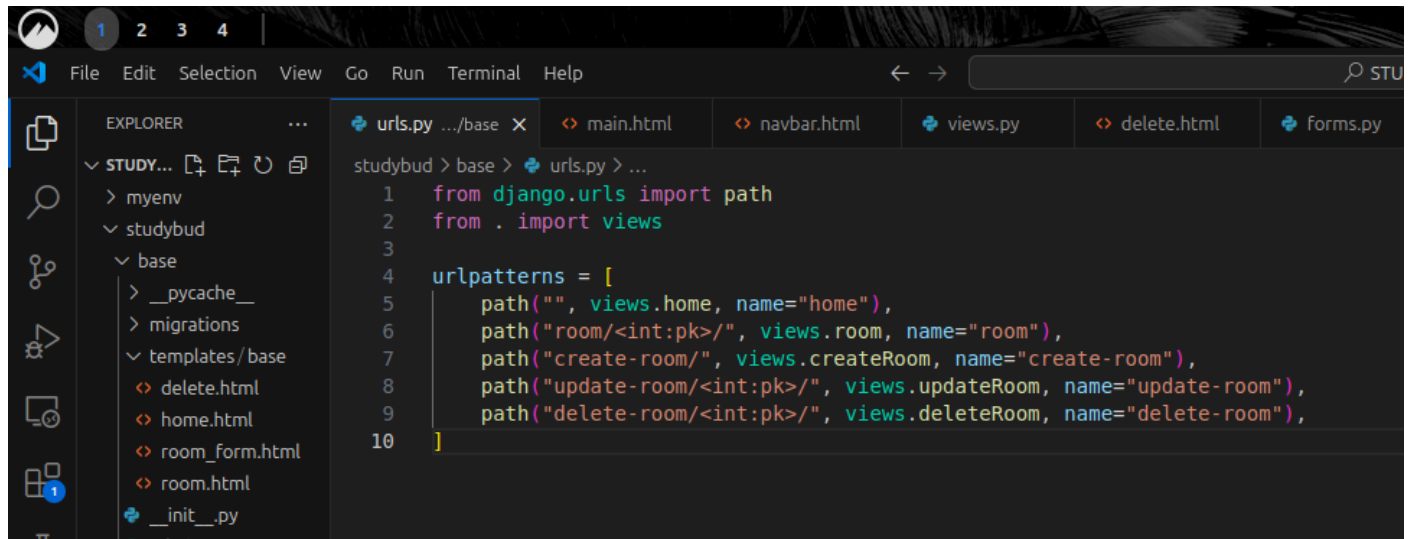 1 2 3 4
File Edit Selection View Go Run Terminal Help
STU
EXPLORER
urls.py .../base
main.html
navbar.html
views.py
delete.html
forms.py
STUDY...
myenv
studybud
base
__pycache__
migrations
templates/base
delete.html
home.html
room_form.html
room.html
__init__.py
1
studybud > base > urls.py > ...
1 from django.urls import path
2 from . import views
3
4 urlpatterns = [
5     path("", views.home, name="home"),
6     path("room/<int:pk>/", views.room, name="room"),
7     path("create-room/", views.createRoom, name="create-room"),
8     path("update-room/<int:pk>/", views.updateRoom, name="update-room"),
9     path("delete-room/<int:pk>/", views.deleteRoom, name="delete-room"),
10 ]